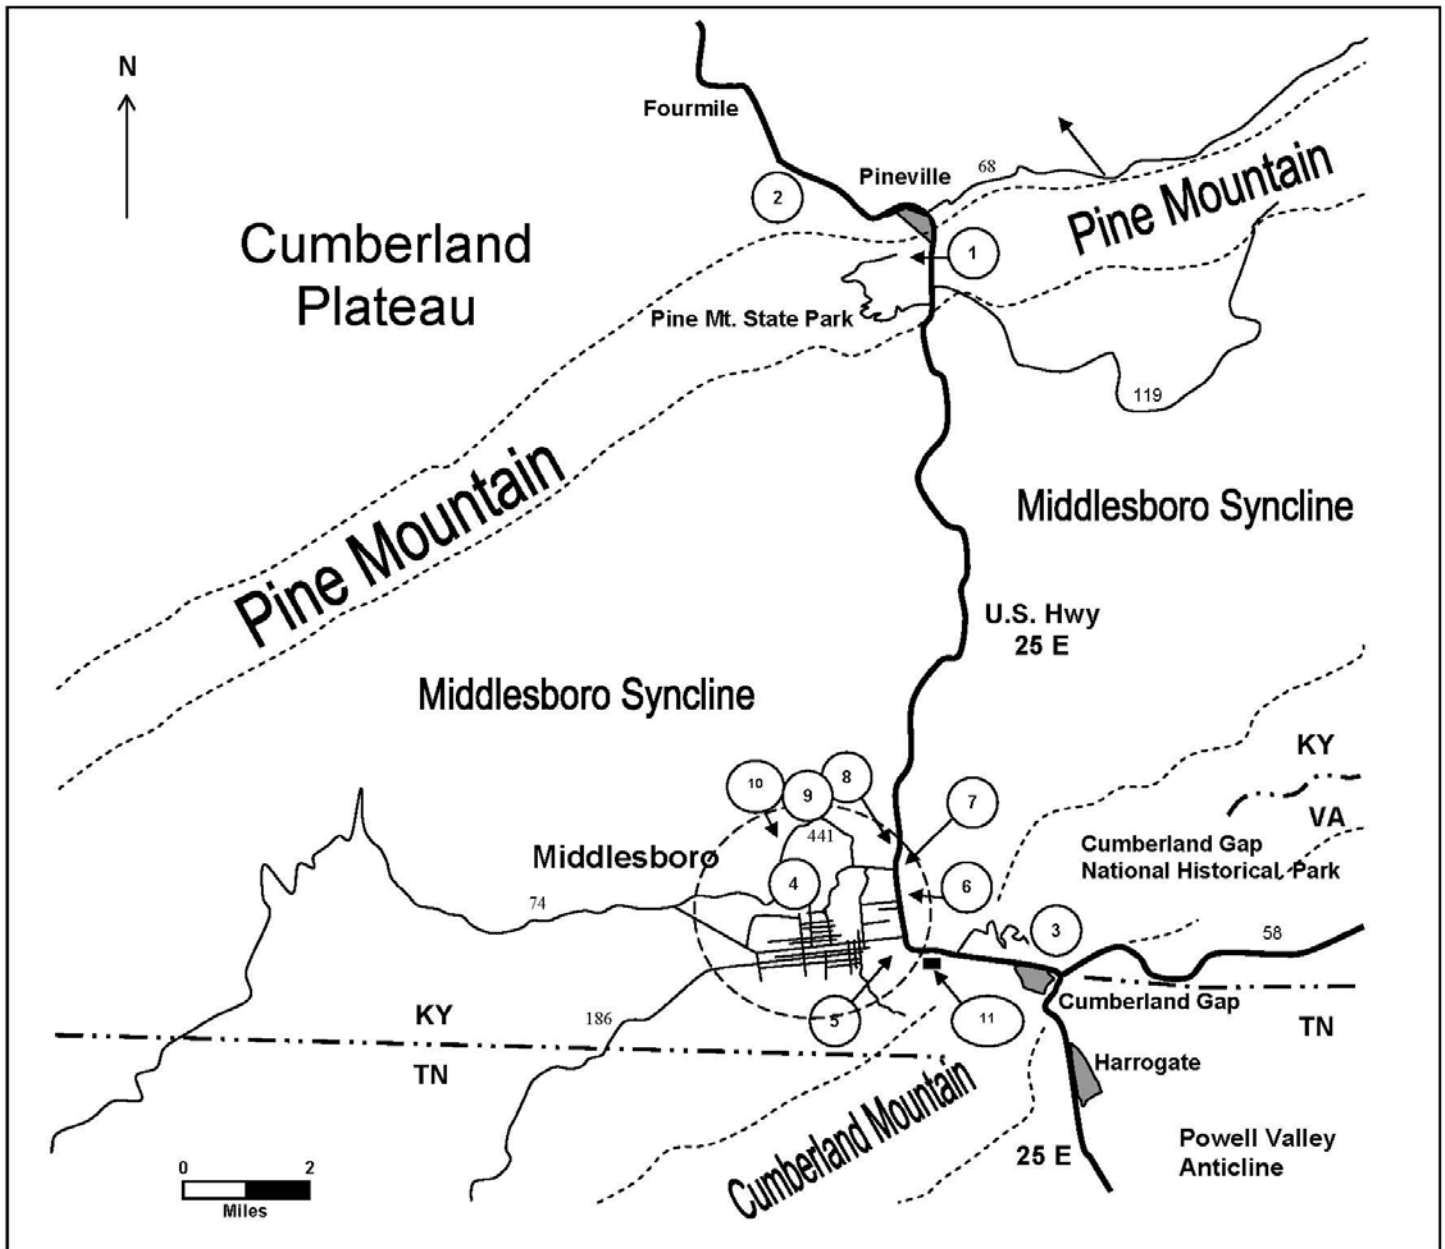 N
Fourmile
Pineville
68
2
Pine Mountain
Cumberland
Plateau
1
Pine Mt. State Park
119
Pine Mountain
Middlesboro Syncline
U.S. Hwy
25 E
Middlesboro Syncline
KY
VA
10
9
8
7
441
Cumberland Gap
National Historical Park
Middlesboro
4
6
74
3
58
Cumberland Gap
5
11
186
KY
TN
TN
Harrogate
Cumberland Mountain
25 E
Powell Valley
Anticline
0 2
Miles